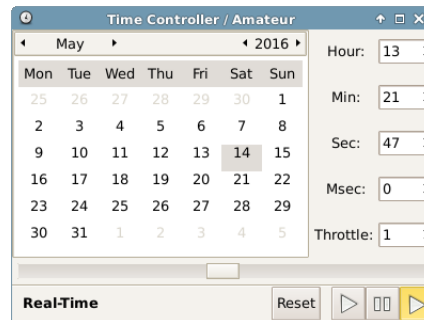 Time Controller / Amateur
May 2016
Mon Tue Wed Thu Fri Sat Sun
25 26 27 28 29 30 1
2 3 4 5 6 7 8
9 10 11 12 13 14 15
16 17 18 19 20 21 22
23 24 25 26 27 28 29
30 31 1 2 3 4 5
Hour: 13
Min: 21
Sec: 47
Msec: 0
Throttle: 1
Real-Time Reset